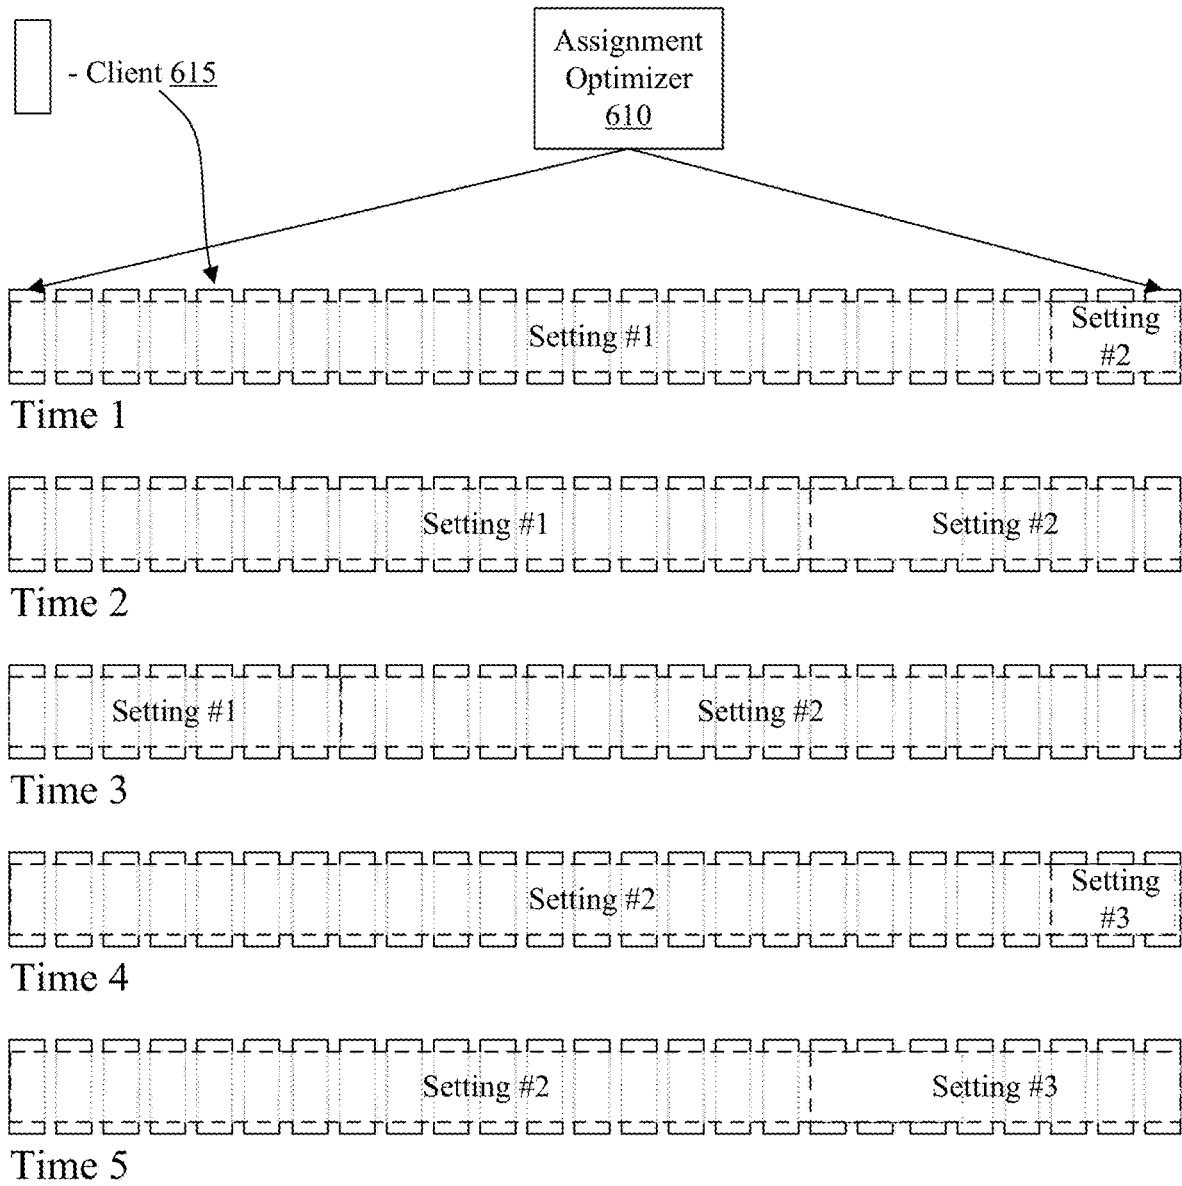 Assignment
Optimizer
610
- Client 615
Setting #1
Setting
#2
Time 1
Setting #1
Setting #2
Time 2
Setting #1
Setting #2
Time 3
Setting #2
Setting
#3
Time 4
Setting #2
Setting #3
Time 5